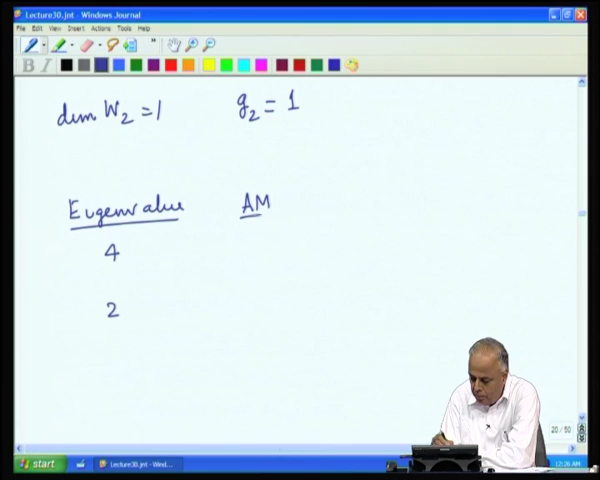 Lecture30.jnt - Windows Journal
File Edit View Insert Actions Tools Help
B I
dim W₂ = 1 g₂ = 1
Eigenvalue AM
4
2
20 / 50
start Lecture30.jnt - Wind... 12:26 AM